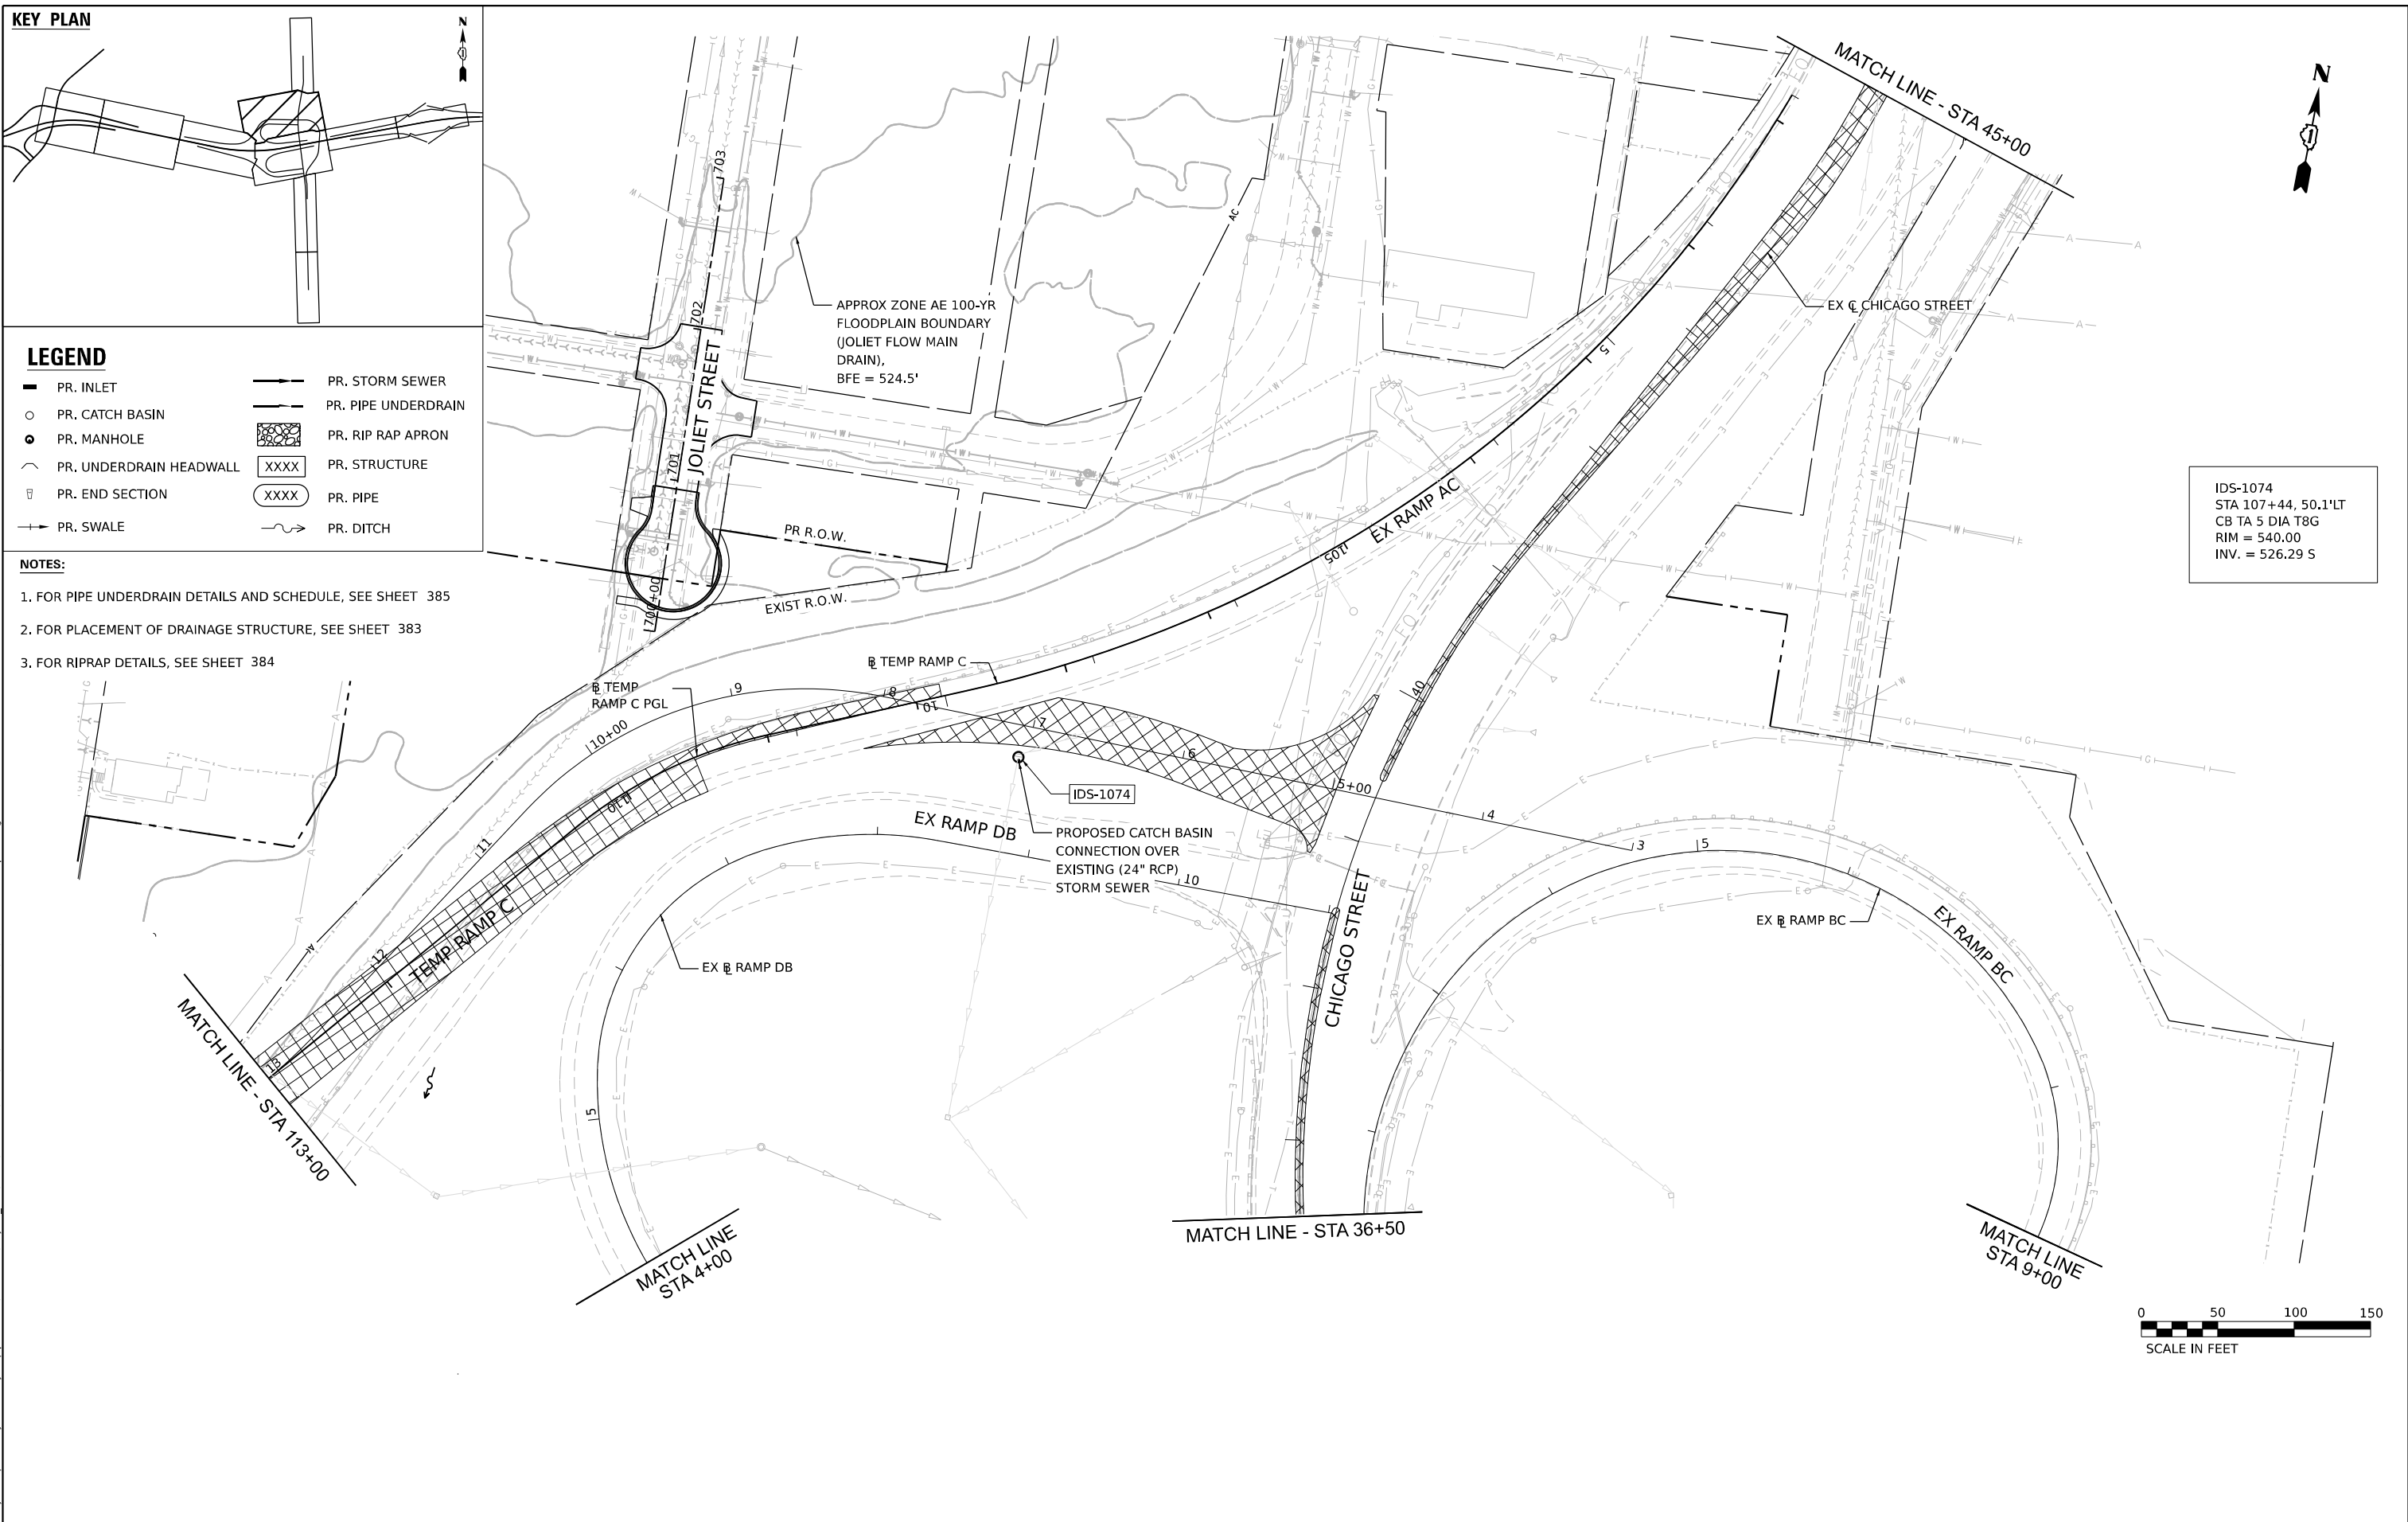 KEY PLAN
N
LEGEND
PR. INLET
PR. CATCH BASIN
PR. MANHOLE
PR. UNDERDRAIN HEADWALL
PR. END SECTION
PR. SWALE
PR. STORM SEWER
PR. PIPE UNDERDRAIN
PR. RIP RAP APRON
XXXX PR. STRUCTURE
XXXX PR. PIPE
PR. DITCH
NOTES:
1. FOR PIPE UNDERDRAIN DETAILS AND SCHEDULE, SEE SHEET 385
2. FOR PLACEMENT OF DRAINAGE STRUCTURE, SEE SHEET 383
3. FOR RIPRAP DETAILS, SEE SHEET 384
MATCH LINE - STA 45+00
N
703
702
JOLIET STREET
701
700+00
APPROX ZONE AE 100-YR
FLOODPLAIN BOUNDARY
(JOLIET FLOW MAIN
DRAIN),
BFE = 524.5'
AC
EX ℄ CHICAGO STREET
5
IDS-1074
STA 107+44, 50.1'LT
CB TA 5 DIA T8G
RIM = 540.00
INV. = 526.29 S
PR R.O.W.
EXIST R.O.W.
EX RAMP AC
105
BL TEMP RAMP C
BL TEMP
RAMP C PGL
10+00
9
8
10
7
6
5+00
4
3
40
11
110
12
13
TEMP RAMP C
AC
IDS-1074
EX RAMP DB
PROPOSED CATCH BASIN
CONNECTION OVER
EXISTING (24" RCP)
STORM SEWER
10
EX BL RAMP DB
5
CHICAGO STREET
5
EX BL RAMP BC
EX RAMP BC
MATCH LINE - STA 113+00
MATCH LINE
STA 4+00
MATCH LINE - STA 36+50
MATCH LINE
STA 9+00
0 50 100 150
SCALE IN FEET